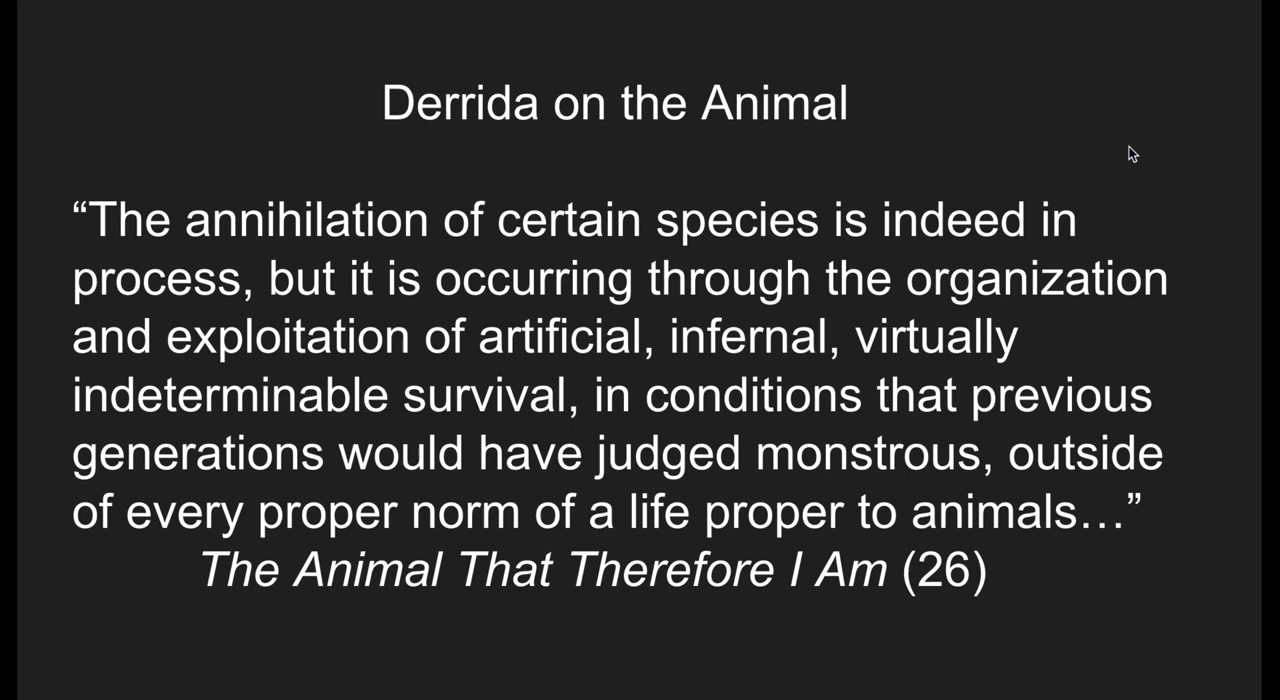 Derrida on the Animal
“The annihilation of certain species is indeed in
process, but it is occurring through the organization
and exploitation of artificial, infernal, virtually
indeterminable survival, in conditions that previous
generations would have judged monstrous, outside
of every proper norm of a life proper to animals…”
The Animal That Therefore I Am (26)